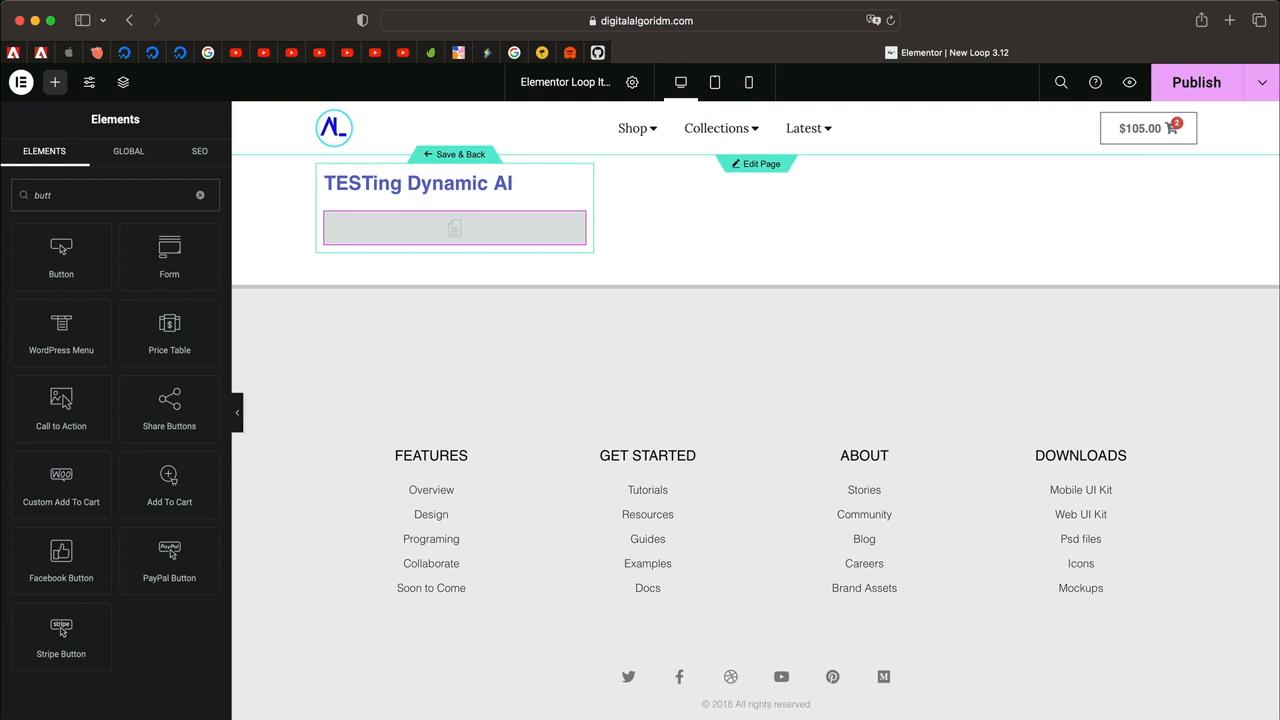 digitalalgoridm.com
Elementor | New Loop 3.12
Elementor Loop It...
Publish
Elements
ELEMENTS
GLOBAL
SEO
butt
Button
Form
WordPress Menu
Price Table
Call to Action
Share Buttons
WOO
Custom Add To Cart
Add To Cart
Facebook Button
PayPal
PayPal Button
stripe
Stripe Button
AL
Shop
Collections
Latest
$105.00
2
Save & Back
Edit Page
TESTing Dynamic AI
FEATURES
Overview
Design
Programing
Collaborate
Soon to Come
GET STARTED
Tutorials
Resources
Guides
Examples
Docs
ABOUT
Stories
Community
Blog
Careers
Brand Assets
DOWNLOADS
Mobile UI Kit
Web UI Kit
Psd files
Icons
Mockups
© 2018 All rights reserved